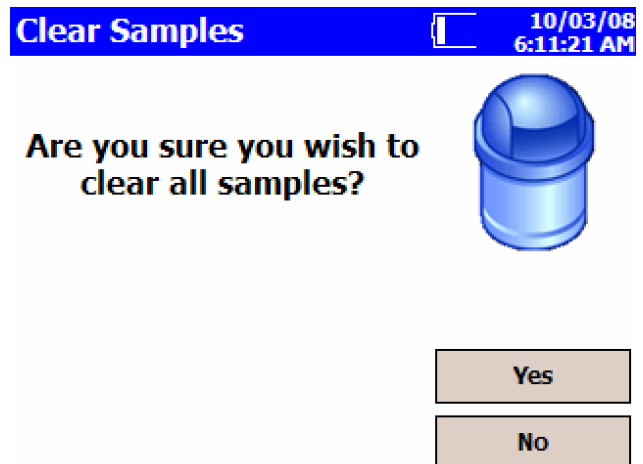 Clear Samples
10/03/08
6:11:21 AM
Are you sure you wish to
clear all samples?
Yes
No